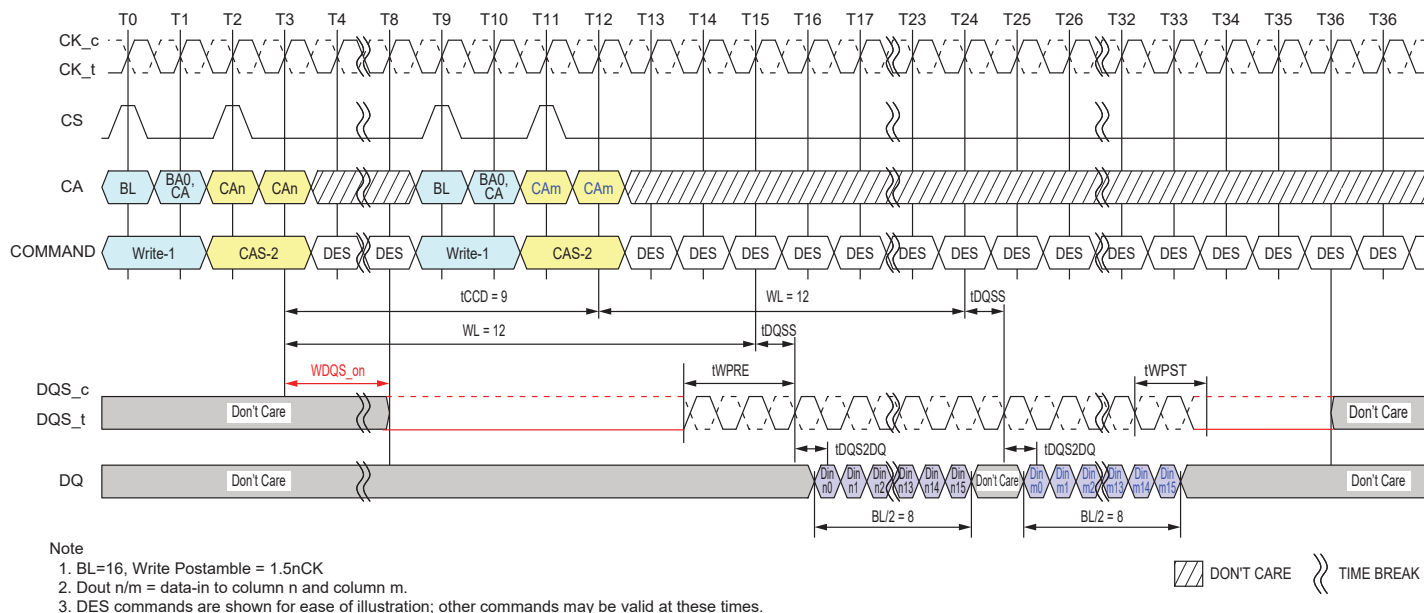 T0 T1 T2 T3 T4 T8 T9 T10 T11 T12 T13 T14 T15 T16 T17 T23 T23 T24 T25 T26 T32 T33 T34 T35 T36 T36
CK_c
CK_t
CS
CA
BL BA0, CA CAn CAn BL BA0, CA CAm CAm
COMMAND
Write-1 CAS-2 DES DES Write-1 CAS-2 DES DES DES DES DES DES DES DES DES DES DES DES DES DES DES
tCCD = 9 WL = 12 tDQSS
WL = 12 tDQSS
WDQS_on tWPRE tWPST
DQS_c
DQS_t
Don't Care Don't Care
tDQS2DQ tDQS2DQ
DQ
Don't Care Din n0 Din n1 Din n2 Din n13 Din n14 Din n15 Don't Care Din m0 Din m1 Din m2 Din m13 Din m14 Din m15 Don't Care
BL/2 = 8 BL/2 = 8
Note
1. BL=16, Write Postamble = 1.5nCK
2. Dout n/m = data-in to column n and column m.
3. DES commands are shown for ease of illustration; other commands may be valid at these times.
DON'T CARE TIME BREAK